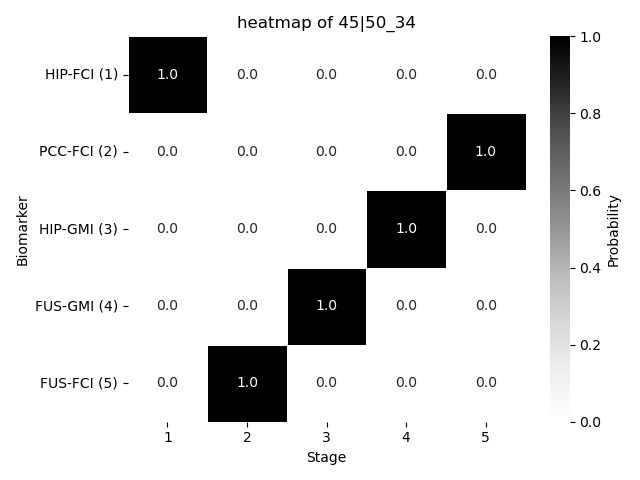 heatmap of 45|50_34
HIP-FCI (1) 1.0 0.0 0.0 0.0 0.0
PCC-FCI (2) 0.0 0.0 0.0 0.0 1.0
HIP-GMI (3) 0.0 0.0 0.0 1.0 0.0
FUS-GMI (4) 0.0 0.0 1.0 0.0 0.0
FUS-FCI (5) 0.0 1.0 0.0 0.0 0.0
1 2 3 4 5
Stage
Biomarker
1.0
0.8
0.6
0.4
0.2
0.0
Probability